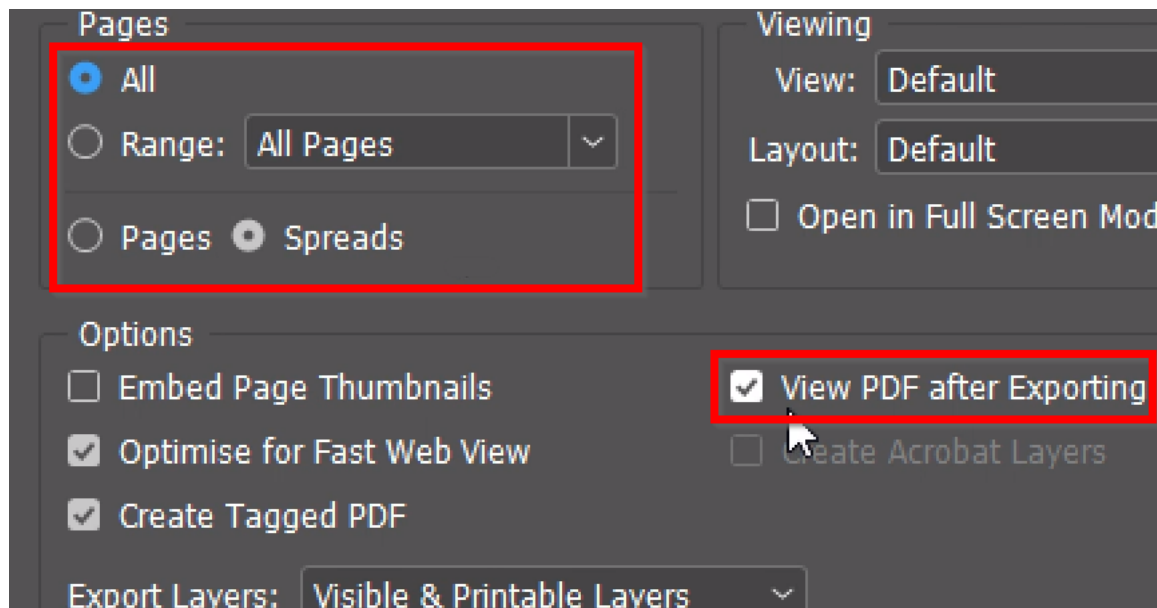 Pages
All
Range: All Pages
Pages Spreads
Viewing
View: Default
Layout: Default
Open in Full Screen Mod
Options
Embed Page Thumbnails
Optimise for Fast Web View
Create Tagged PDF
View PDF after Exporting
Create Acrobat Layers
Export Layers: Visible & Printable Layers